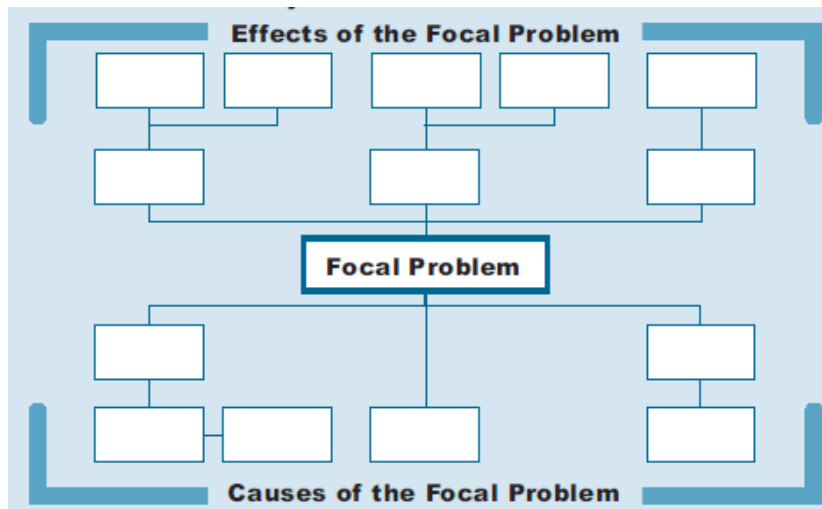 Effects of the Focal Problem
Focal Problem
Causes of the Focal Problem